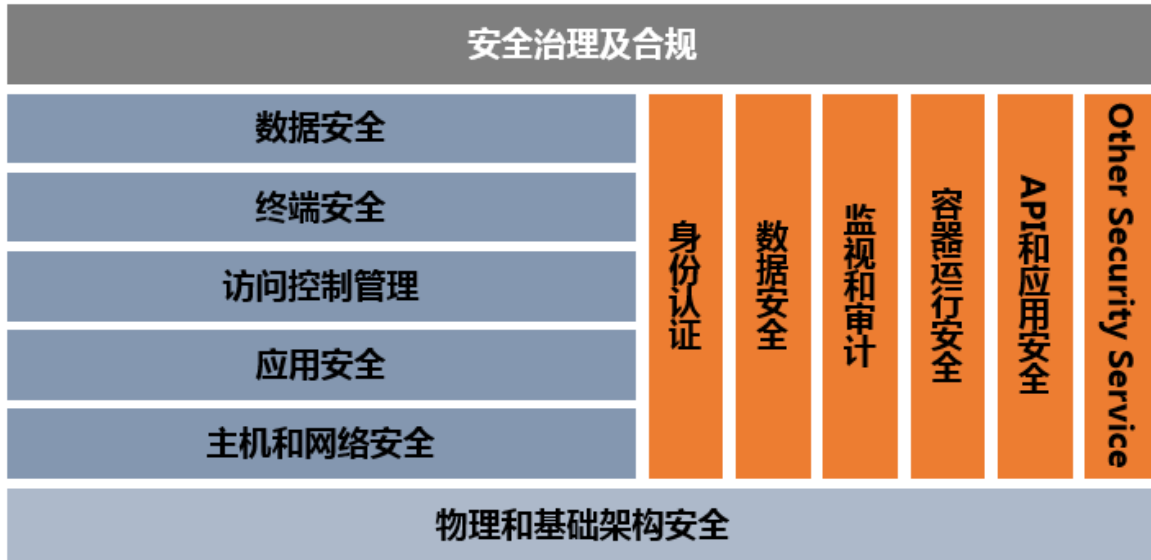 安全治理及合规
数据安全
终端安全
访问控制管理
应用安全
主机和网络安全
身份认证
数据安全
监视和审计
容器运行安全
API和应用安全
Other Security Service
物理和基础架构安全